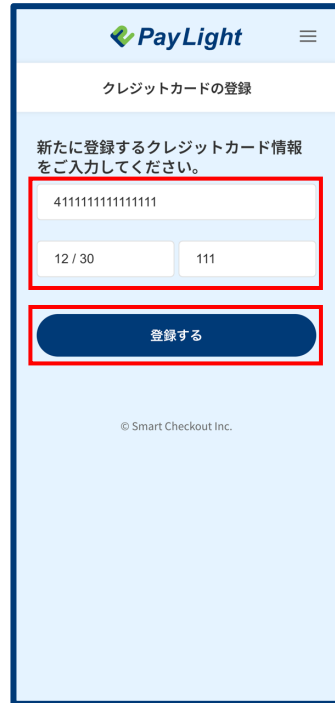 PayLight
クレジットカードの登録
新たに登録するクレジットカード情報
をご入力してください。
4111111111111111
12 / 30 111
登録する
© Smart Checkout Inc.